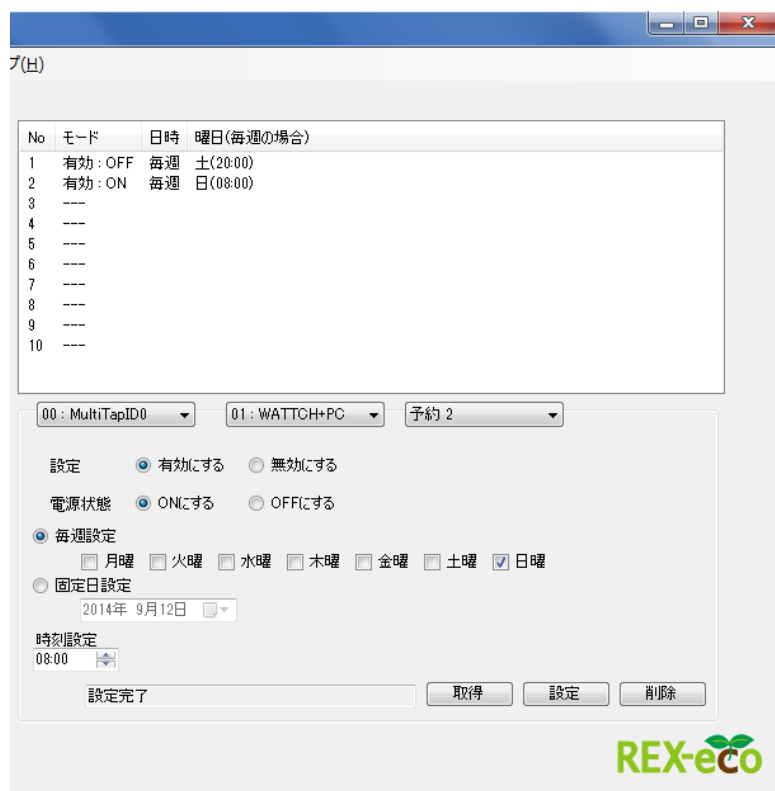 プ(H)
No モード 日時 曜日(毎週の場合)
1 有効 : OFF 毎週 土(20:00)
2 有効 : ON 毎週 日(08:00)
3 ---
4 ---
5 ---
6 ---
7 ---
8 ---
9 ---
10 ---
00 : MultiTapID0 01 : WATTCH+PC 予約 2
設定 有効にする 無効にする
電源状態 ONにする OFFにする
毎週設定
月曜 火曜 水曜 木曜 金曜 土曜 日曜
固定日設定
2014年 9月12日
時刻設定
08:00
設定完了 取得 設定 削除
REX-eco